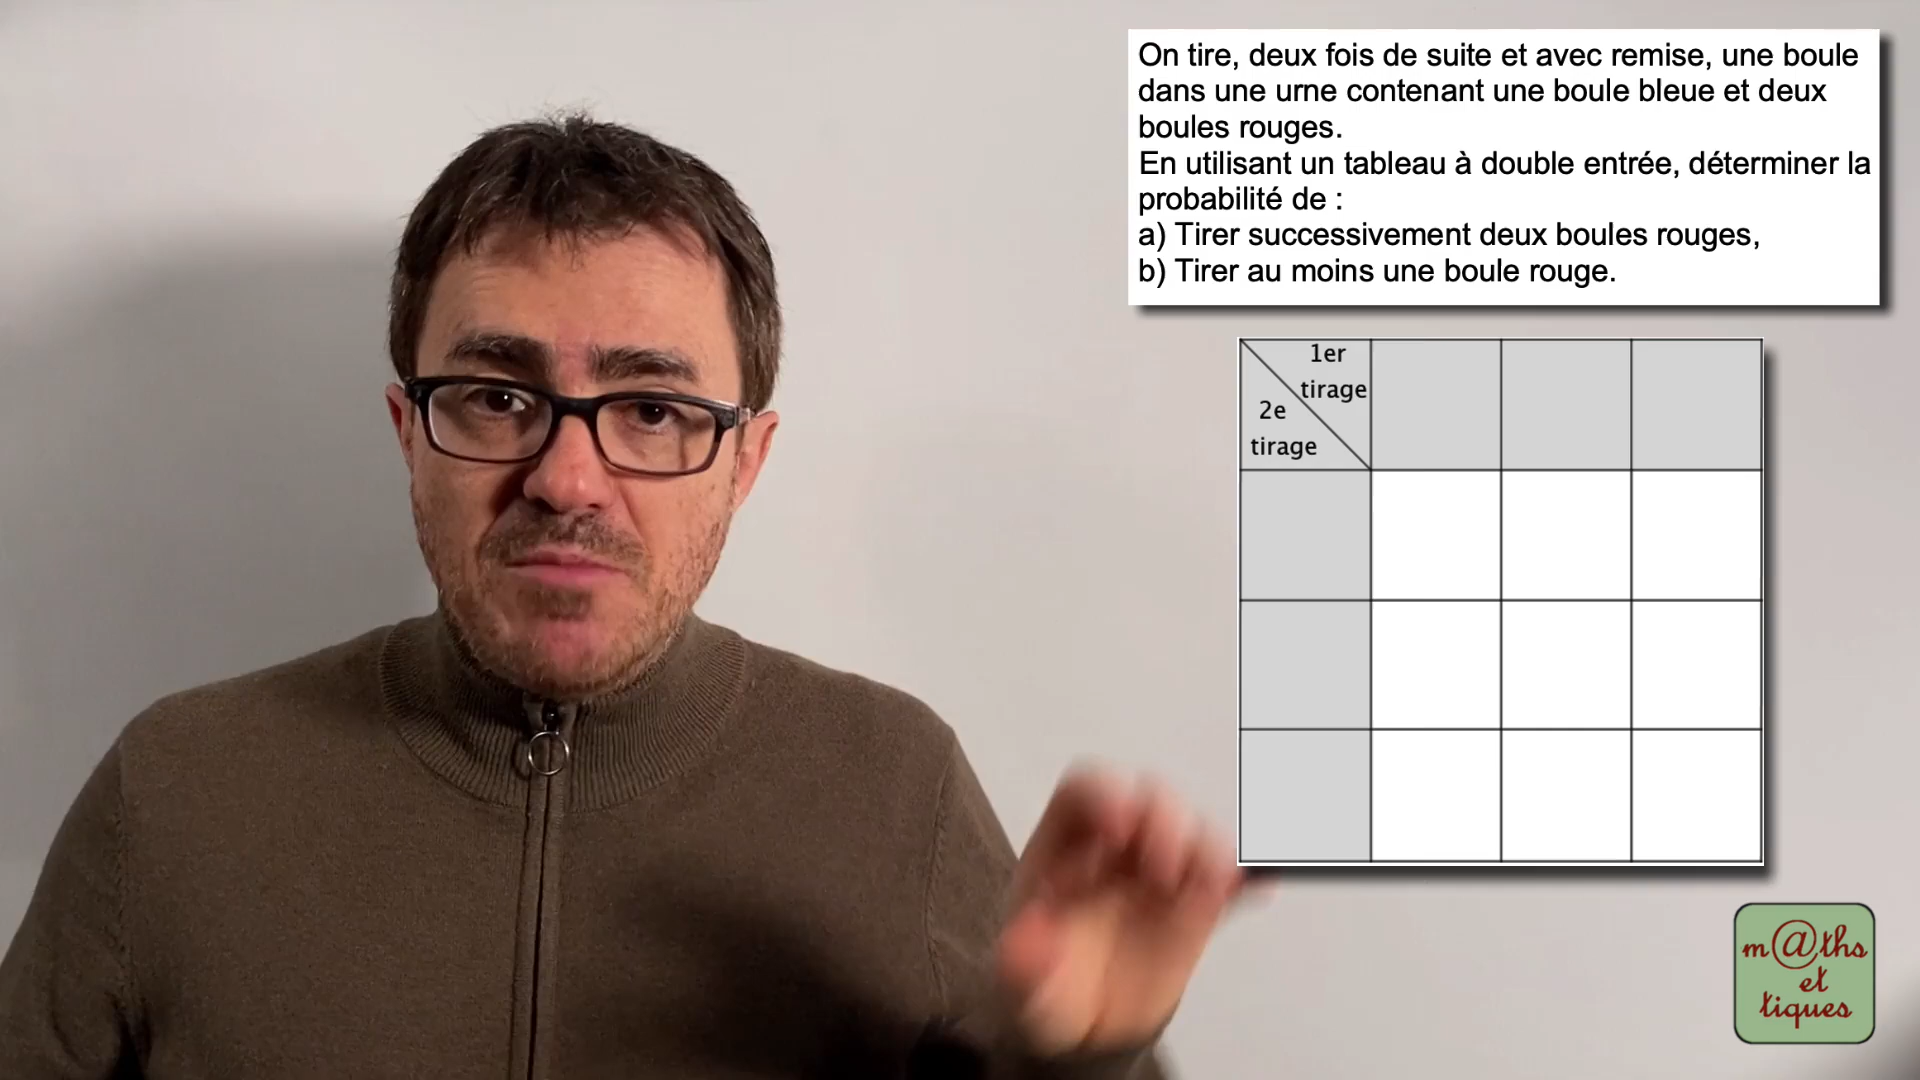 On tire, deux fois de suite et avec remise, une boule
dans une urne contenant une boule bleue et deux
boules rouges.
En utilisant un tableau à double entrée, déterminer la
probabilité de :
a) Tirer successivement deux boules rouges,
b) Tirer au moins une boule rouge.
1er
tirage
2e
tirage
m@ths
et
tiques